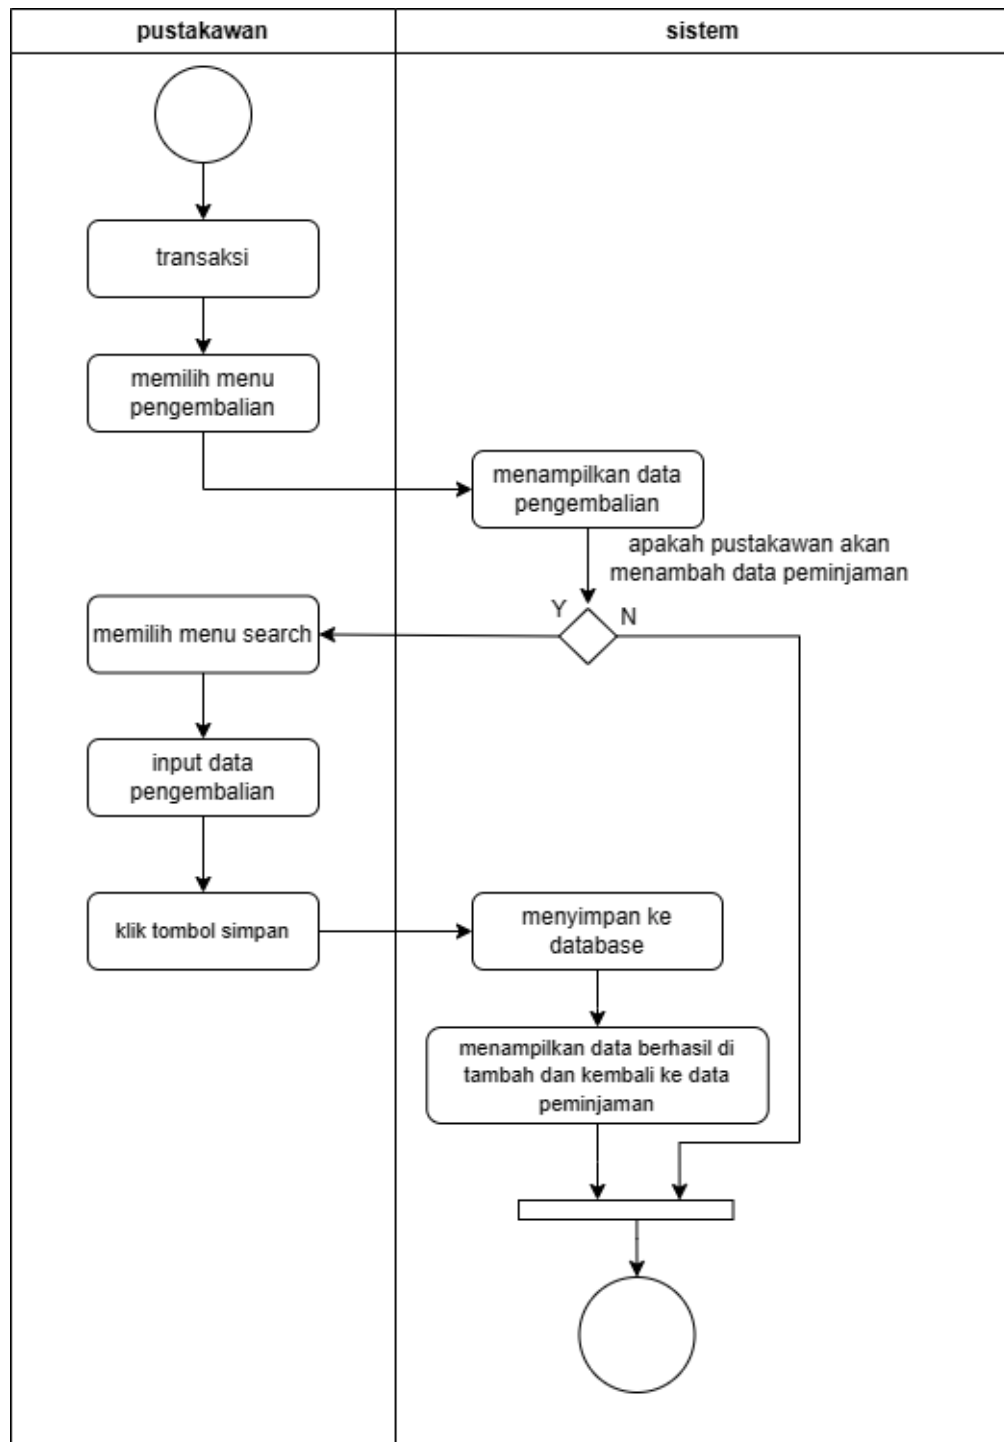 pustakawan
sistem
transaksi
memilih menu
pengembalian
menampilkan data
pengembalian
apakah pustakawan akan
menambah data peminjaman
Y
N
memilih menu search
input data
pengembalian
klik tombol simpan
menyimpan ke
database
menampilkan data berhasil di
tambah dan kembali ke data
peminjaman